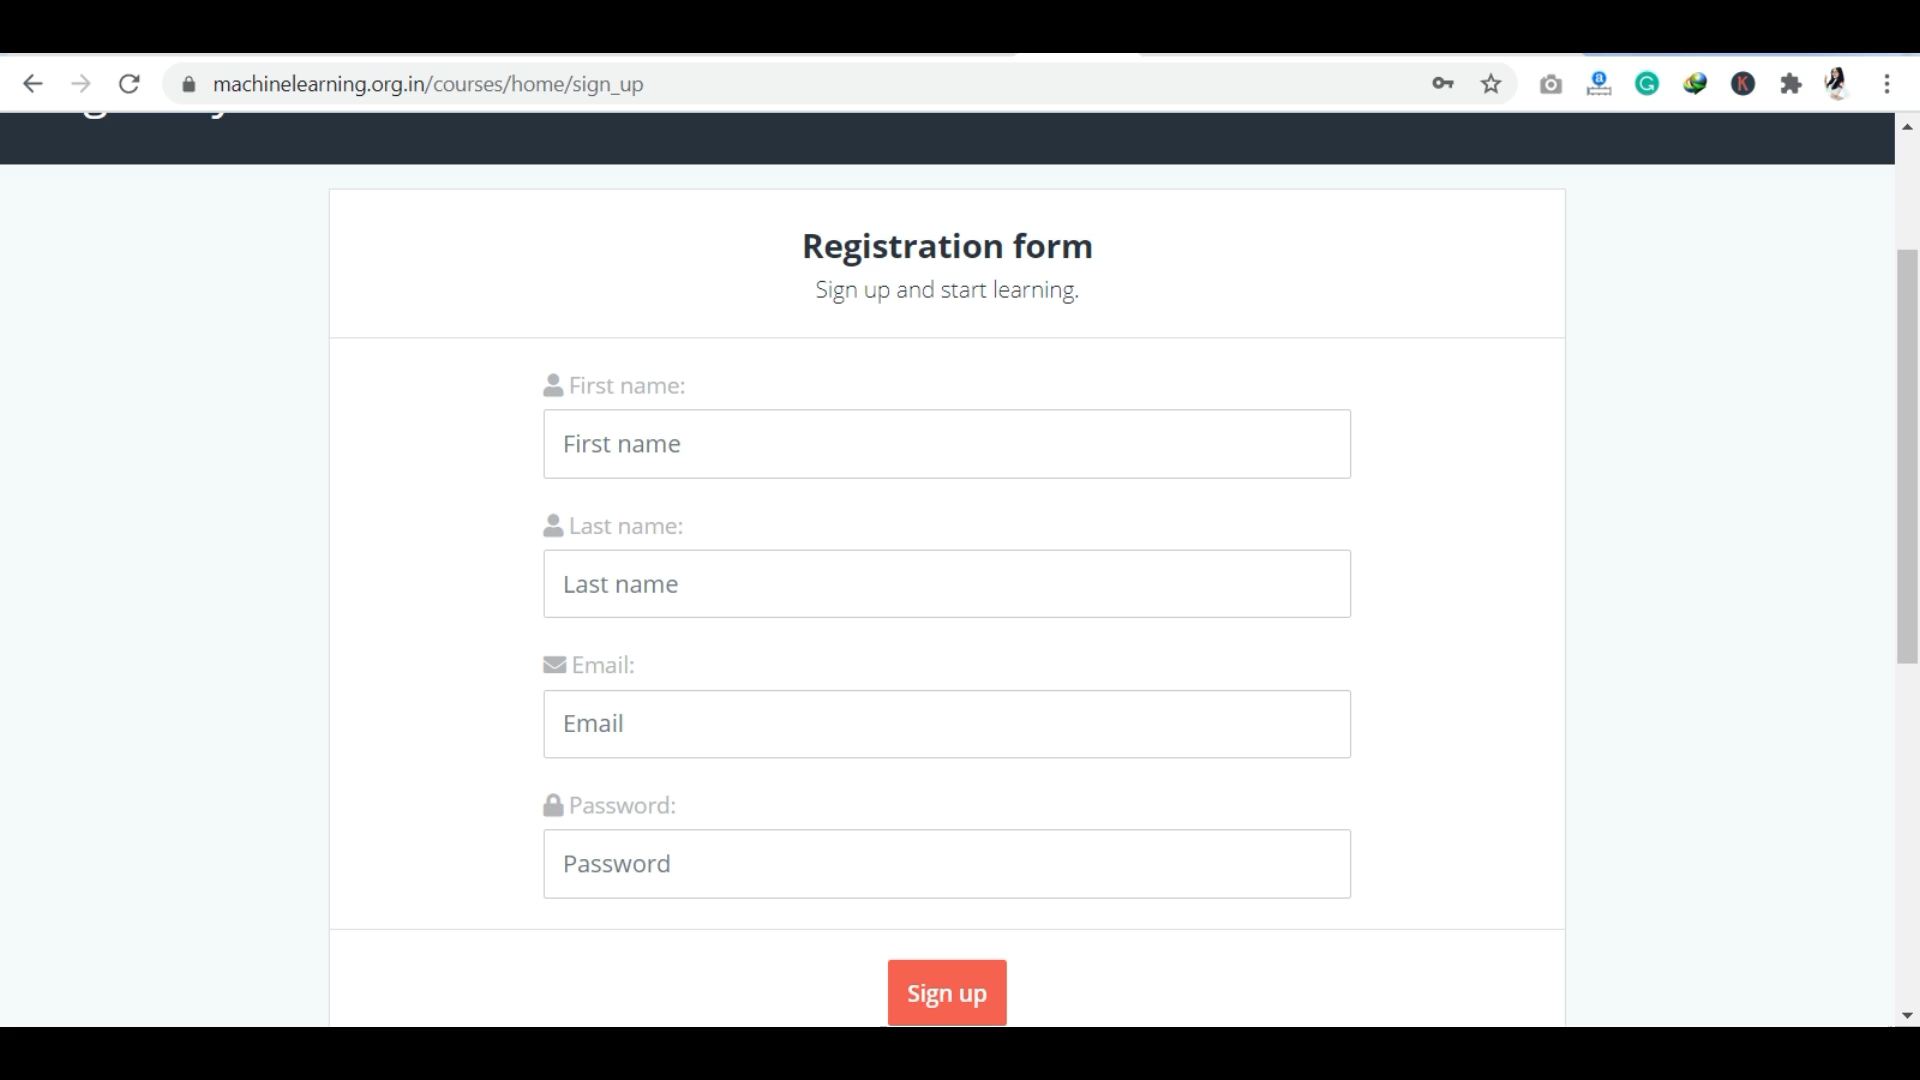 machinelearning.org.in/courses/home/sign_up
Registration form
Sign up and start learning.
First name:
First name
Last name:
Last name
Email:
Email
Password:
Password
Sign up